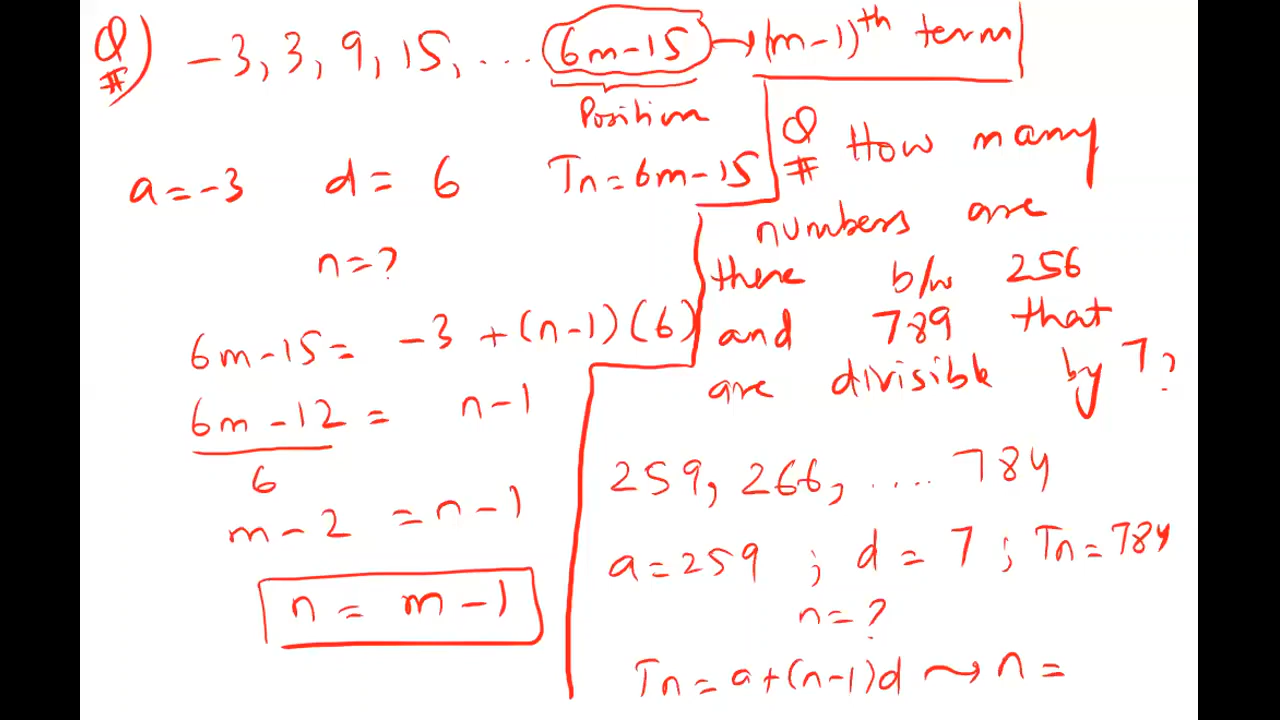 Q# ) -3, 3, 9, 15, ... 6m-15 → (m-1)th term
Position
a=-3 d= 6 Tn=6m-15
n=?
6m-15= -3 +(n-1)(6)
6m-12/6 = n-1
m-2 =n-1
n = m-1
Q# How many
numbers are
there b/w 256
and 789 that
are divisible by 7?
259, 266, .... 784
a=259 ; d=7 ; Tn=784
n=?
Tn=a+(n-1)d ⤳ n=